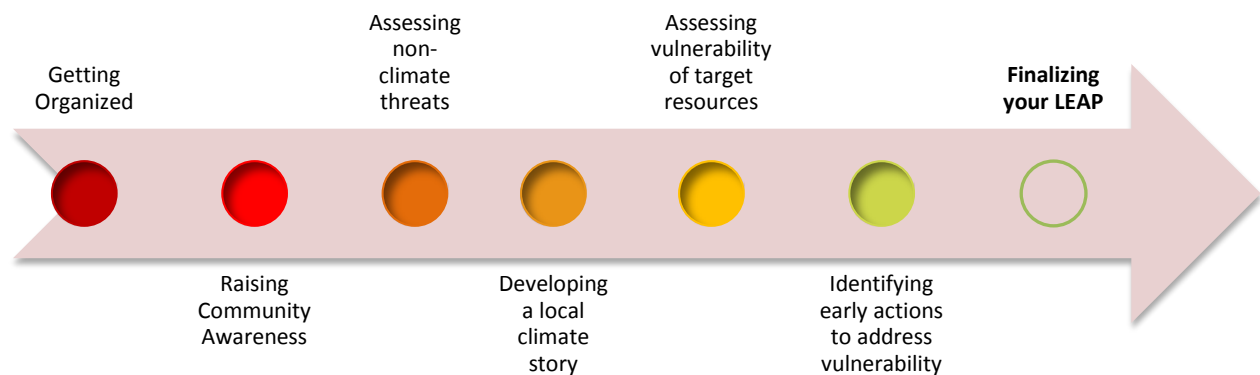 Getting
Organized
Raising
Community
Awareness
Assessing
non-
climate
threats
Developing
a local
climate
story
Assessing
vulnerability
of target
resources
Identifying
early actions
to address
vulnerability
Finalizing
your LEAP